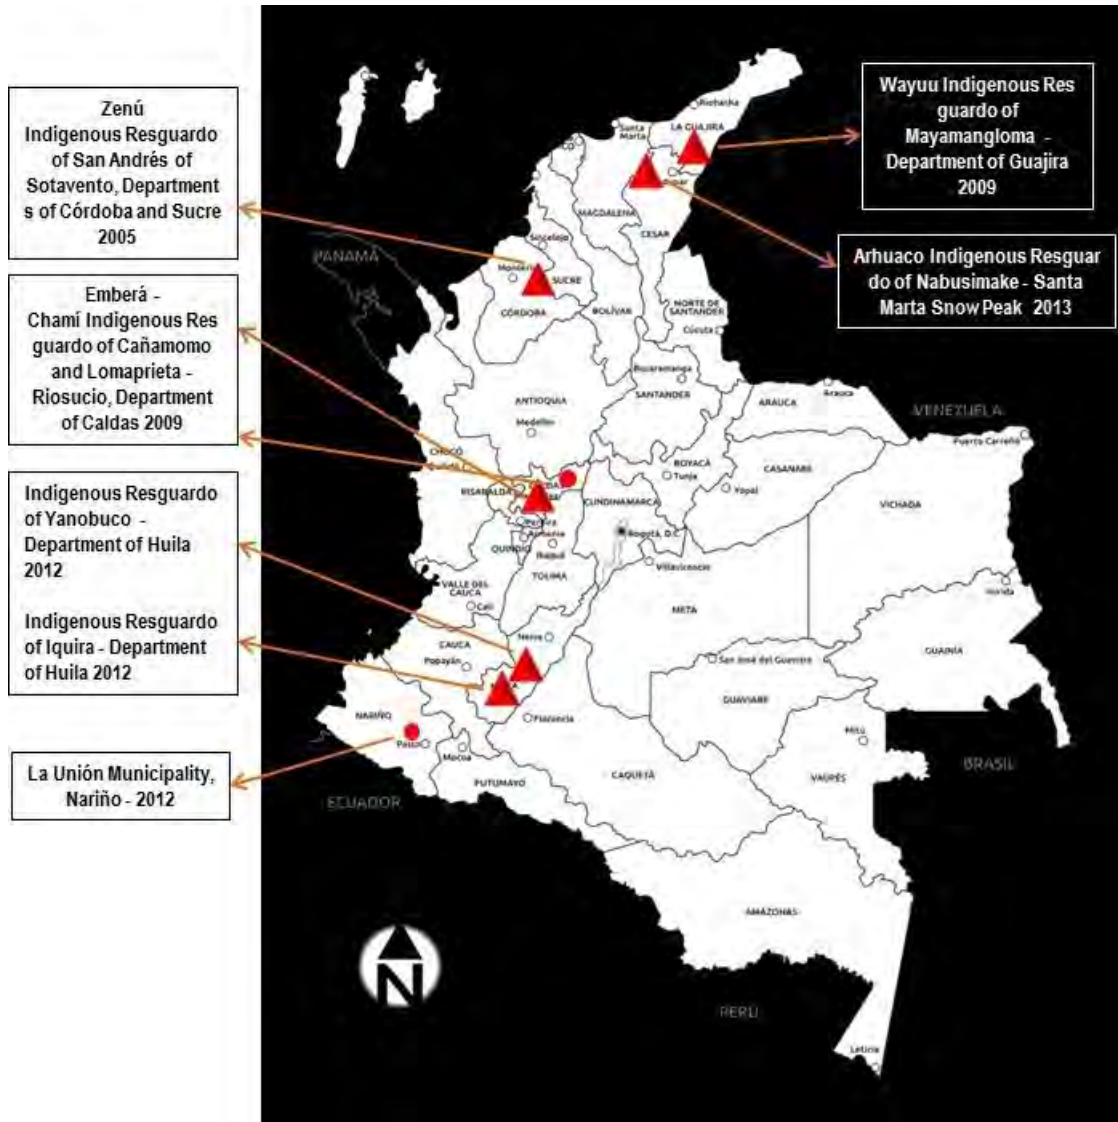 Zenú
Indigenous Resguardo
of San Andrés of
Sotavento, Department
s of Córdoba and Sucre
2005
Emberá -
Chamí Indigenous Res
guardo of Cañamomo
and Lomaprieta -
Riosucio, Department
of Caldas 2009
Indigenous Resguardo
of Yanobuco -
Department of Huila
2012
Indigenous Resguardo
of Iquira - Department
of Huila 2012
La Unión Municipality,
Nariño - 2012
Wayuu Indigenous Res
guardo of
Mayamangloma -
Department of Guajira
2009
Arhuaco Indigenous Resguar
do of Nabusimake - Santa
Marta Snow Peak 2013
Riohacha
Santa
Marta
LA GUAJIRA
MAGDALENA
CESAR
PANAMÁ
Sincelejo
Montería
SUCRE
CÓRDOBA
BOLÍVAR
NORTE DE
SANTANDER
Cúcuta
Bucaramanga
SANTANDER
ANTIOQUIA
Medellín
ARAUCA
Arauca
VENEZUELA
Puerto Carreño
CHOCÓ
BOYACÁ
Tunja
CASANARE
Yopal
RISARALDA
CUNDINAMARCA
VICHADA
Pereira
Armenia
QUINDÍO
Ibagué
Bogotá, D.C.
TOLIMA
Villavicencio
VALLE DEL
CAUCA
Cali
META
Inírida
CAUCA
Popayán
Neiva
GUAINÍA
San José del Guaviare
GUAVIARE
NARIÑO
Pasto
Florencia
Mocoa
Mitú
PUTUMAYO
CAQUETÁ
VAUPÉS
BRASIL
ECUADOR
AMAZONAS
N
PERÚ
Leticia